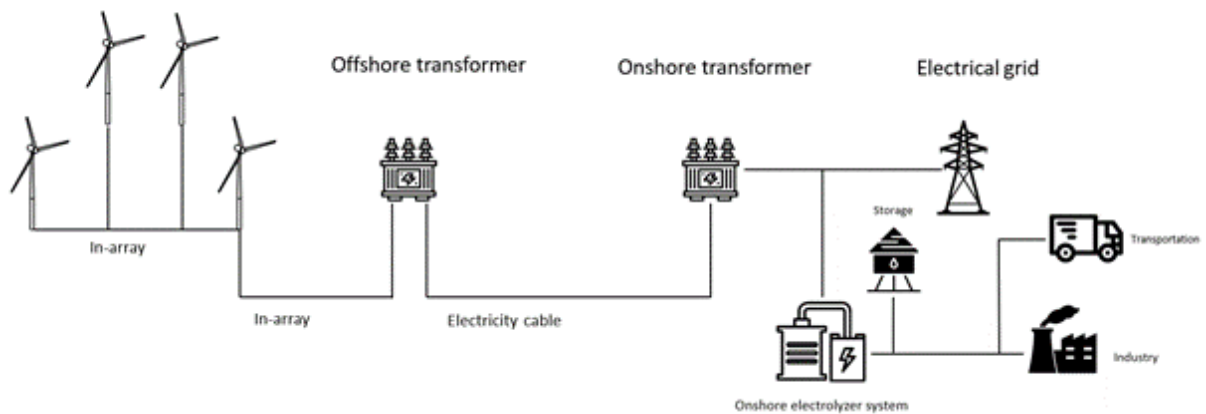 Offshore transformer
Onshore transformer
Electrical grid
Storage
Transportation
In-array
In-array
Electricity cable
Industry
Onshore electrolyzer system